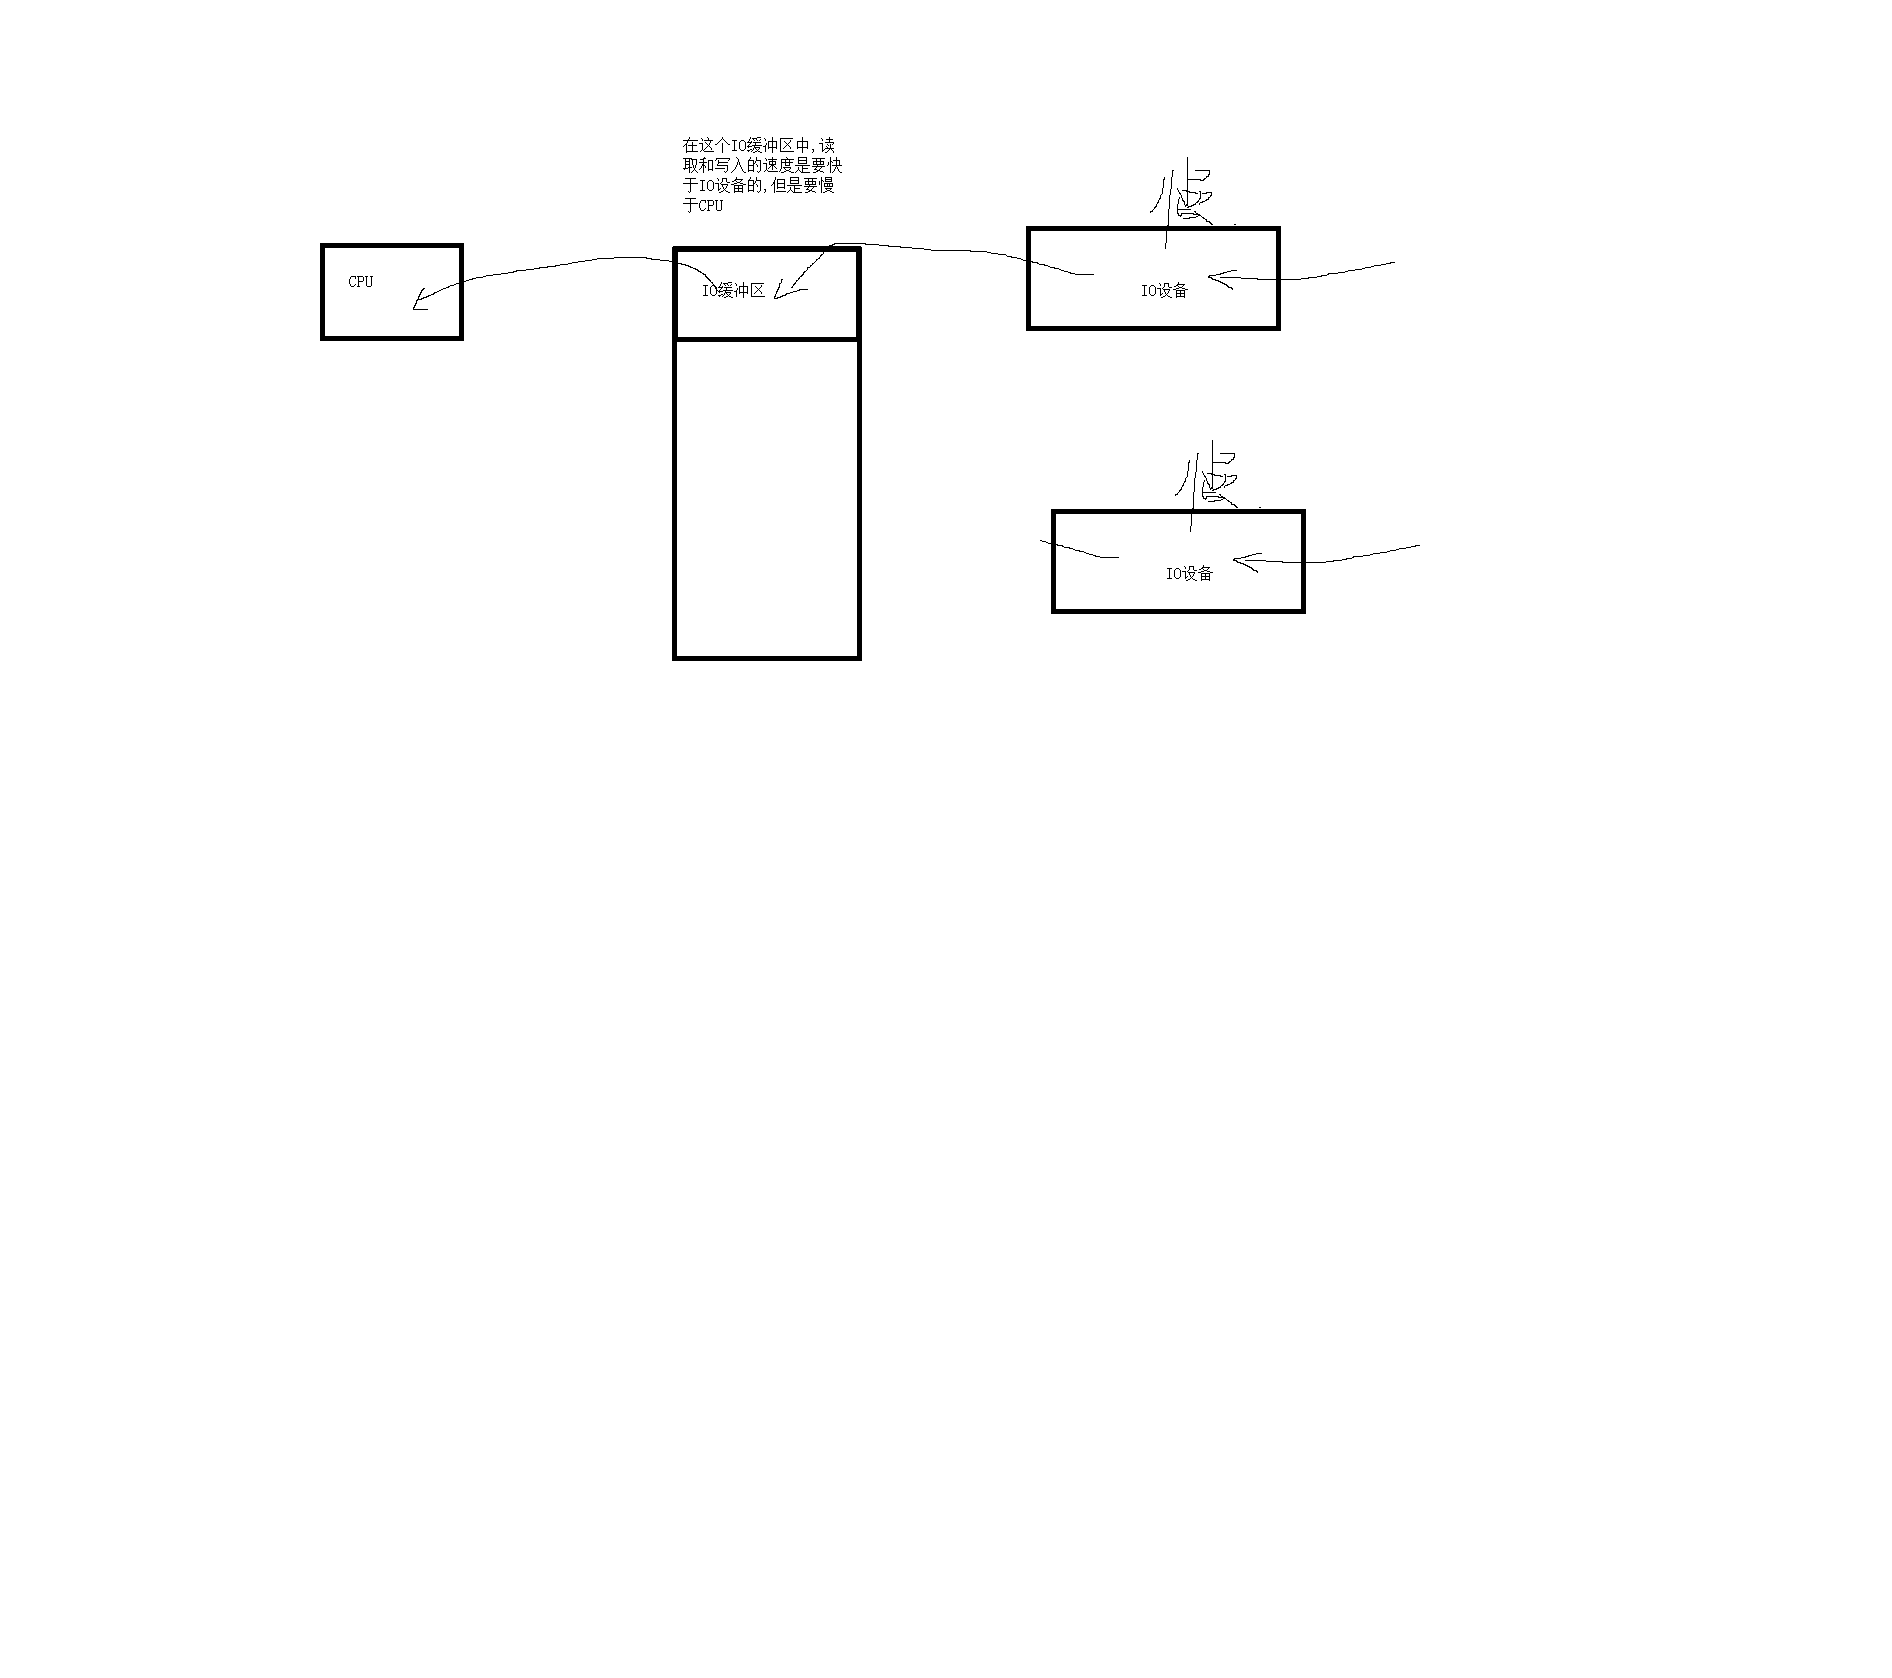 在这个IO缓冲区中,读
取和写入的速度是要快
于IO设备的,但是要慢
于CPU
慢
CPU
IO缓冲区
IO设备
慢
IO设备